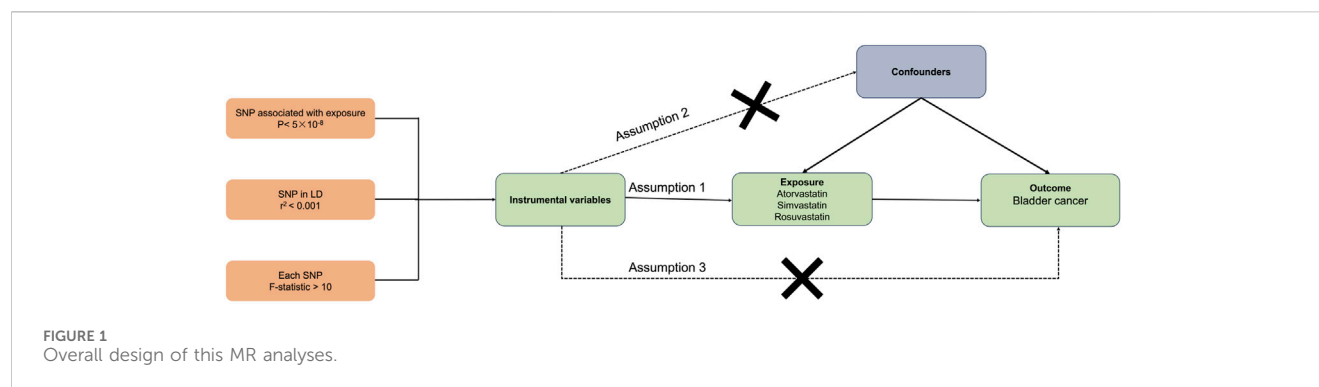 Confounders
SNP associated with exposure
P< 5×10⁻⁸
Assumption 2
SNP in LD
r² < 0.001
Instrumental variables
Assumption 1
Exposure
Atorvastatin
Simvastatin
Rosuvastatin
Outcome
Bladder cancer
Each SNP
F-statistic > 10
Assumption 3
FIGURE 1
Overall design of this MR analyses.